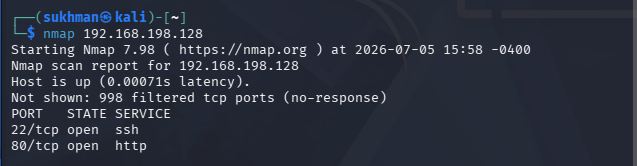 ┌──(sukhman㉿kali)-[~]
└─$ nmap 192.168.198.128
Starting Nmap 7.98 ( https://nmap.org ) at 2026-07-05 15:58 -0400
Nmap scan report for 192.168.198.128
Host is up (0.00071s latency).
Not shown: 998 filtered tcp ports (no-response)
PORT   STATE SERVICE
22/tcp open  ssh
80/tcp open  http